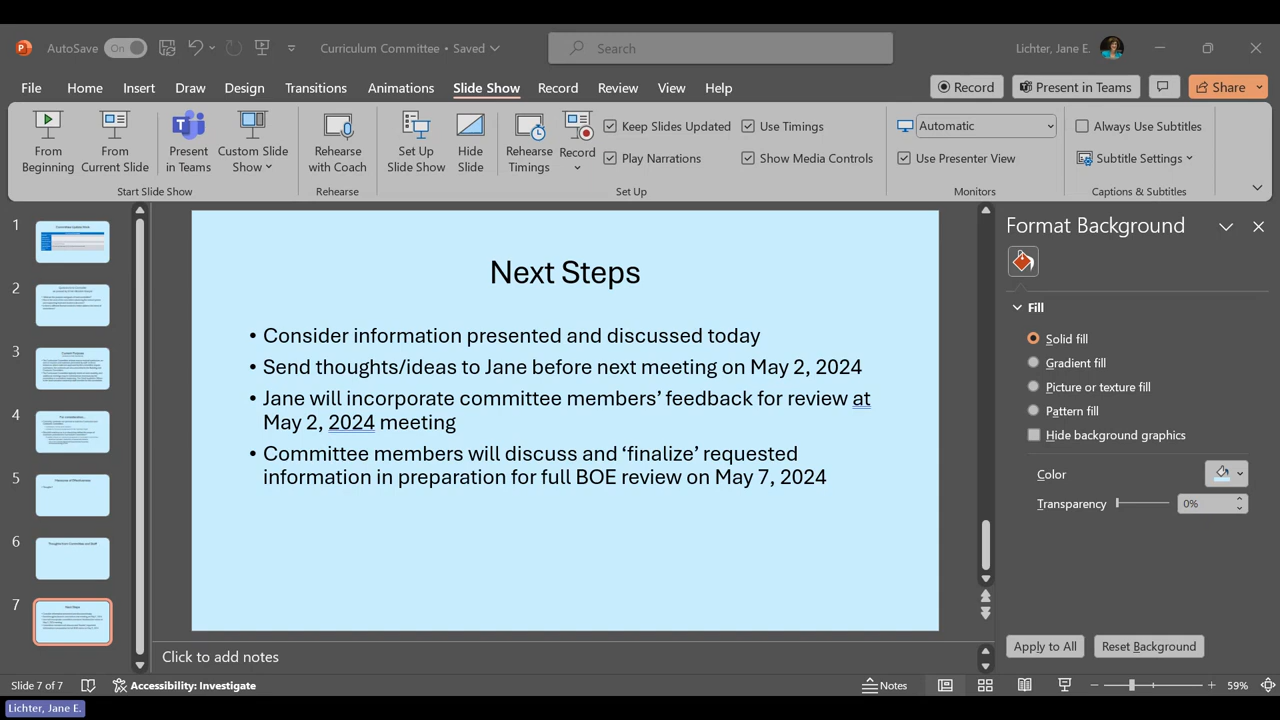 AutoSave On Curriculum Committee • Saved Search Lichter, Jane E.
File Home Insert Draw Design Transitions Animations Slide Show Record Review View Help Record Present in Teams Share
From Beginning
From Current Slide
Present in Teams
Custom Slide Show
Start Slide Show
Rehearse with Coach
Rehearse
Set Up Slide Show
Hide Slide
Rehearse Timings
Record
Keep Slides Updated
Use Timings
Play Narrations
Show Media Controls
Set Up
Automatic
Use Presenter View
Monitors
Always Use Subtitles
Subtitle Settings
Captions & Subtitles
1
2
3
4
5
6
7
Next Steps
• Consider information presented and discussed today
• Send thoughts/ideas to Jane before next meeting on May 2, 2024
• Jane will incorporate committee members’ feedback for review at
May 2, 2024 meeting
• Committee members will discuss and ‘finalize’ requested
information in preparation for full BOE review on May 7, 2024
Click to add notes
Format Background
Fill
Solid fill
Gradient fill
Picture or texture fill
Pattern fill
Hide background graphics
Color
Transparency 0%
Apply to All Reset Background
Slide 7 of 7 Accessibility: Investigate Notes 59%
Lichter, Jane E.